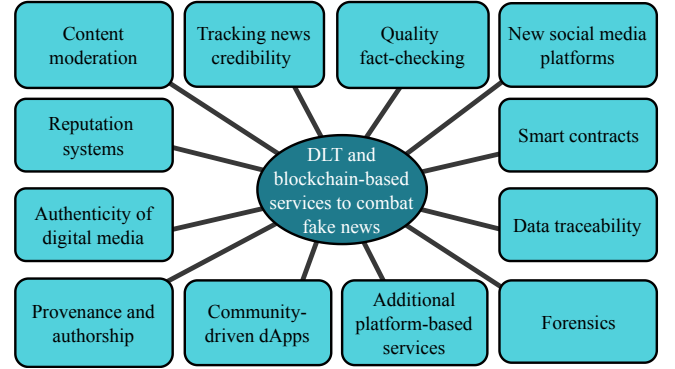 Content
moderation
Tracking news
credibility
Quality
fact-checking
New social media
platforms
Reputation
systems
DLT and
blockchain-based
services to combat
fake news
Smart contracts
Authenticity of
digital media
Data traceability
Provenance and
authorship
Community-
driven dApps
Additional
platform-based
services
Forensics